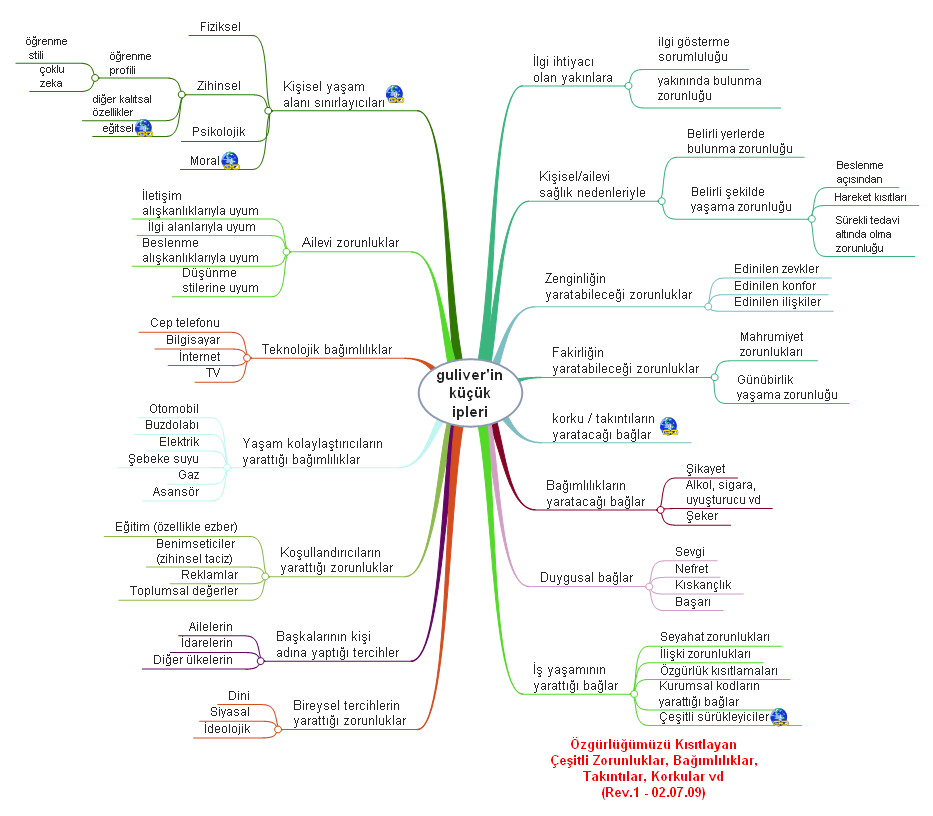 guliver'in
küçük
ipleri
İlgi ihtiyacı
olan yakınlara
ilgi gösterme
sorumluluğu
yakınında bulunma
zorunluğu
Kişisel/ailevi
sağlık nedenleriyle
Belirli yerlerde
bulunma zorunluğu
Belirli şekilde
yaşama zorunluğu
Beslenme
açısından
Hareket kısıtları
Sürekli tedavi
altında olma
zorunluğu
Zenginliğin
yaratabileceği zorunluklar
Edinilen zevkler
Edinilen konfor
Edinilen ilişkiler
Fakirliğin
yaratabileceği zorunluklar
Mahrumiyet
zorunlukları
Günübirlik
yaşama zorunluğu
korku / takıntıların
yaratacağı bağlar
Bağımlılıkların
yaratacağı bağlar
Şikayet
Alkol, sigara,
uyuşturucu vd
Şeker
Duygusal bağlar
Sevgi
Nefret
Kıskançlık
Başarı
İş yaşamının
yarattığı bağlar
Seyahat zorunlukları
İlişki zorunlukları
Özgürlük kısıtlamaları
Kurumsal kodların
yarattığı bağlar
Çeşitli sürükleyiciler
Kişisel yaşam
alanı sınırlayıcıları
Fiziksel
Zihinsel
öğrenme
profili
öğrenme
stili
çoklu
zeka
diğer kalıtsal
özellikler
eğitsel
Psikolojik
Moral
Ailevi zorunluklar
İletişim
alışkanlıklarıyla uyum
İlgi alanlarıyla uyum
Beslenme
alışkanlıklarıyla uyum
Düşünme
stilerine uyum
Teknolojik bağımlılıklar
Cep telefonu
Bilgisayar
İnternet
TV
Yaşam kolaylaştırıcıların
yarattığı bağımlılıklar
Otomobil
Buzdolabı
Elektrik
Şebeke suyu
Gaz
Asansör
Koşullandırıcıların
yarattığı zorunluklar
Eğitim (özellikle ezber)
Benimseticiler
(zihinsel taciz)
Reklamlar
Toplumsal değerler
Başkalarının kişi
adına yaptığı tercihler
Ailelerin
İdarelerin
Diğer ülkelerin
Bireysel tercihlerin
yarattığı zorunluklar
Dini
Siyasal
İdeolojik
Özgürlüğümüzü Kısıtlayan
Çeşitli Zorunluklar, Bağımlılıklar,
Takıntılar, Korkular vd
(Rev.1 - 02.07.09)